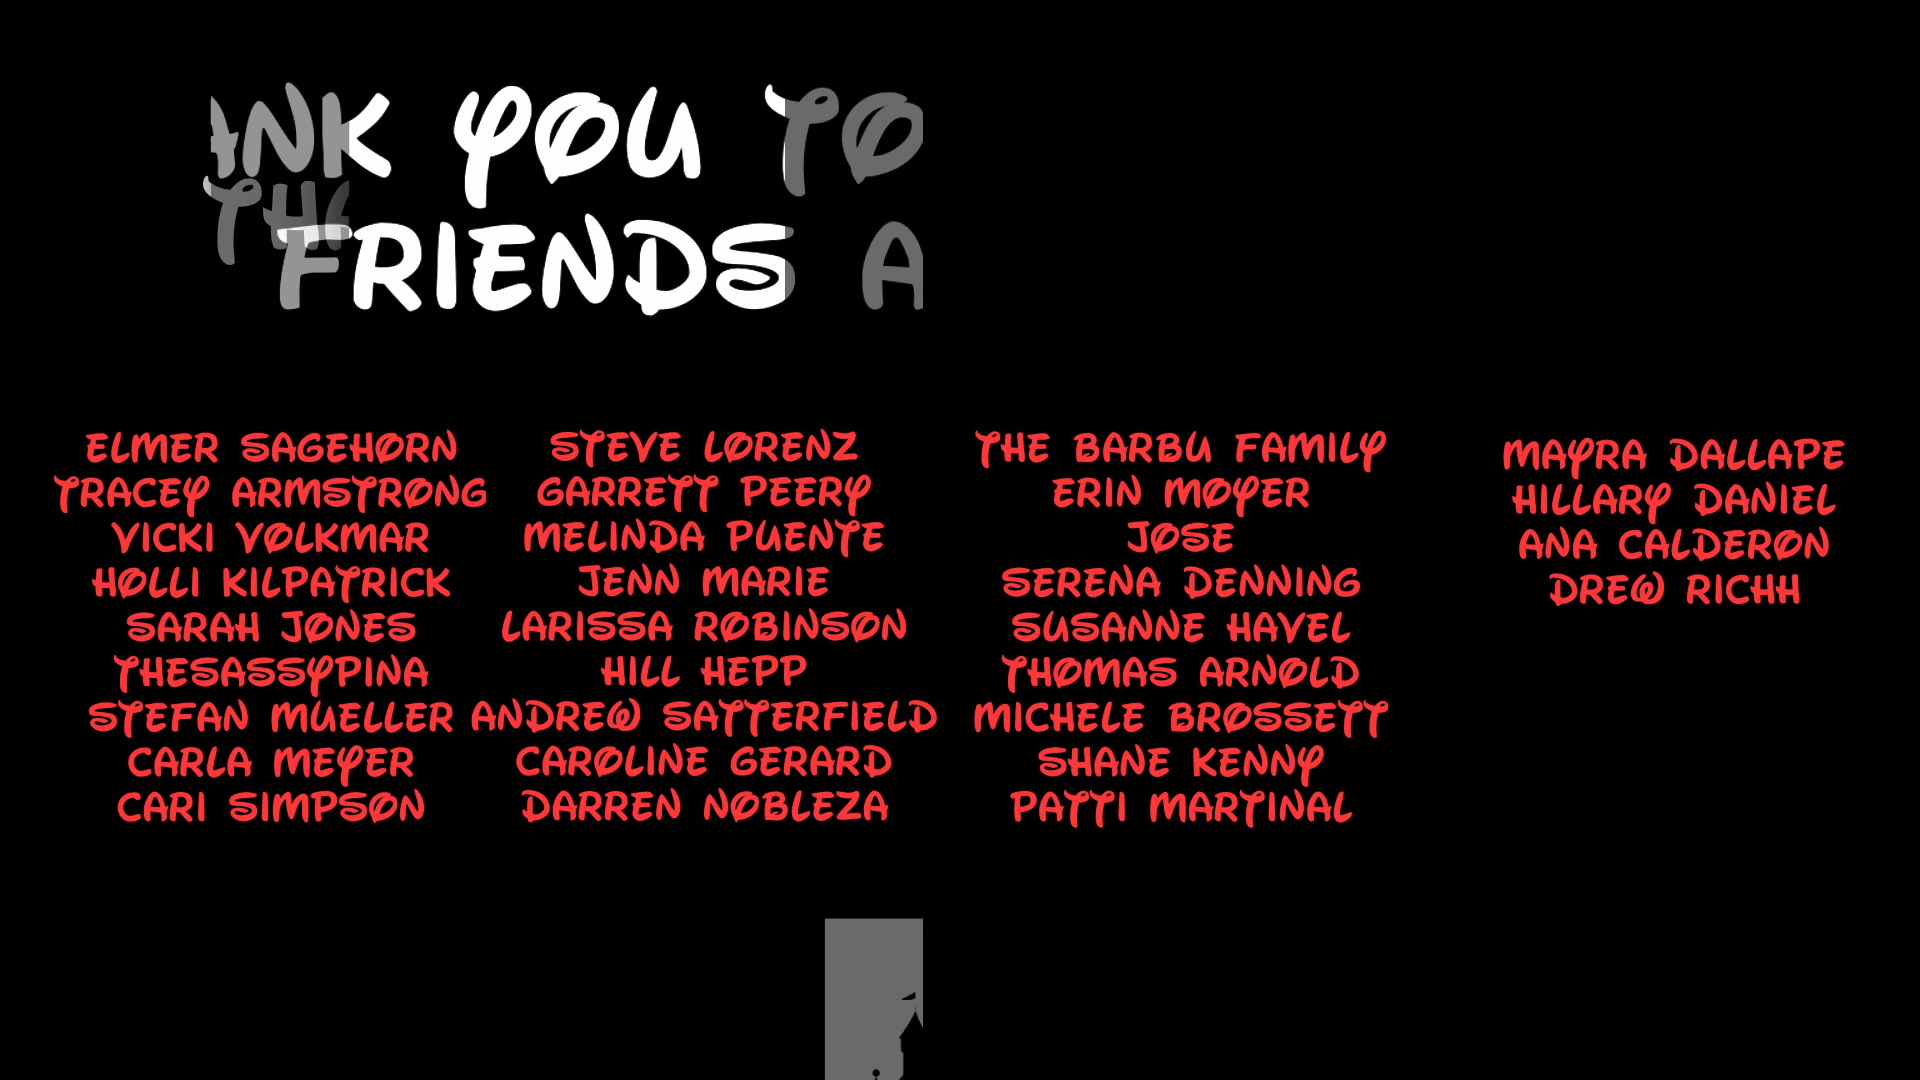 YOU TO
FRIENDS
ELMER SAGEHORN
TRACEY ARMSTRONG
VICKI VOLKMAR
HOLLI KILPATRICK
SARAH JONES
THESASSYPINA
STEFAN MUELLER
CARLA MEYER
CARI SIMPSON
STEVE LORENZ
GARRETT PEERY
MELINDA PUENTE
JENN MARIE
LARISSA ROBINSON
HILL HEPP
ANDREW SATTERFIELD
CAROLINE GERARD
DARREN NOBLEZA
THE BARBU FAMILY
ERIN MOYER
JOSE
SERENA DENNING
SUSANNE HAVEL
THOMAS ARNOLD
MICHELE BROSSETT
SHANE KENNY
PATTI MARTINAL
MAYRA DALLAPE
HILLARY DANIEL
ANA CALDERON
DREW RICHH